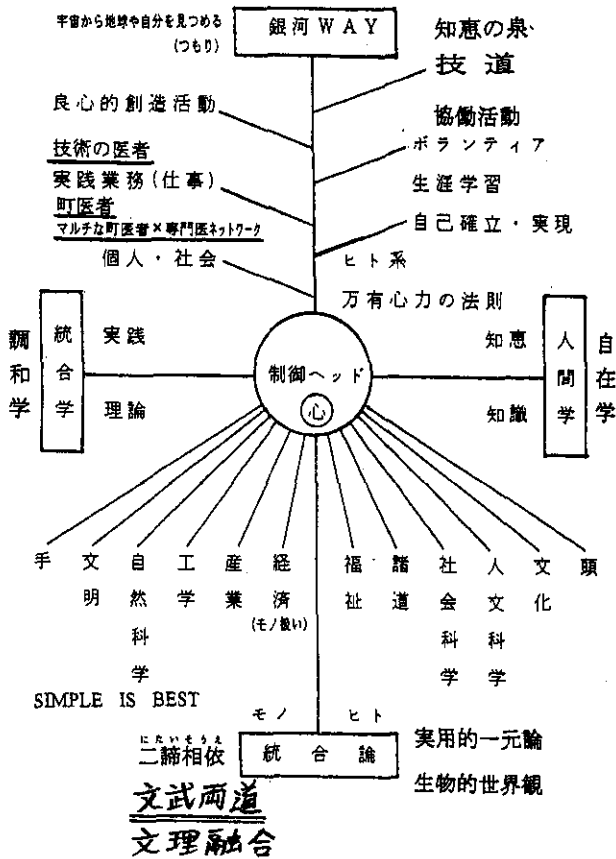 宇宙から地球や自分を見つめる
(つもり)
銀河WAY
知恵の泉
技道
良心的創造活動
協働活動
技術の医者
ボランティア
実践業務(仕事)
生涯学習
町医者
マルチな町医者×専門医ネットワーク
自己確立・実現
個人・社会
ヒト系
万有心力の法則
調和学
統合学
実践
理論
制御ヘッド
心
知恵
知識
人間学
自在学
手
文明
自然科学
工学
産業
経済
(モノ扱い)
福祉
諸道
社会科学
人文科学
文化
頭
SIMPLE IS BEST
モノ ヒト
にたいそうえ
二諦相依
統合論
実用的一元論
生物的世界観
文武両道
文理融合